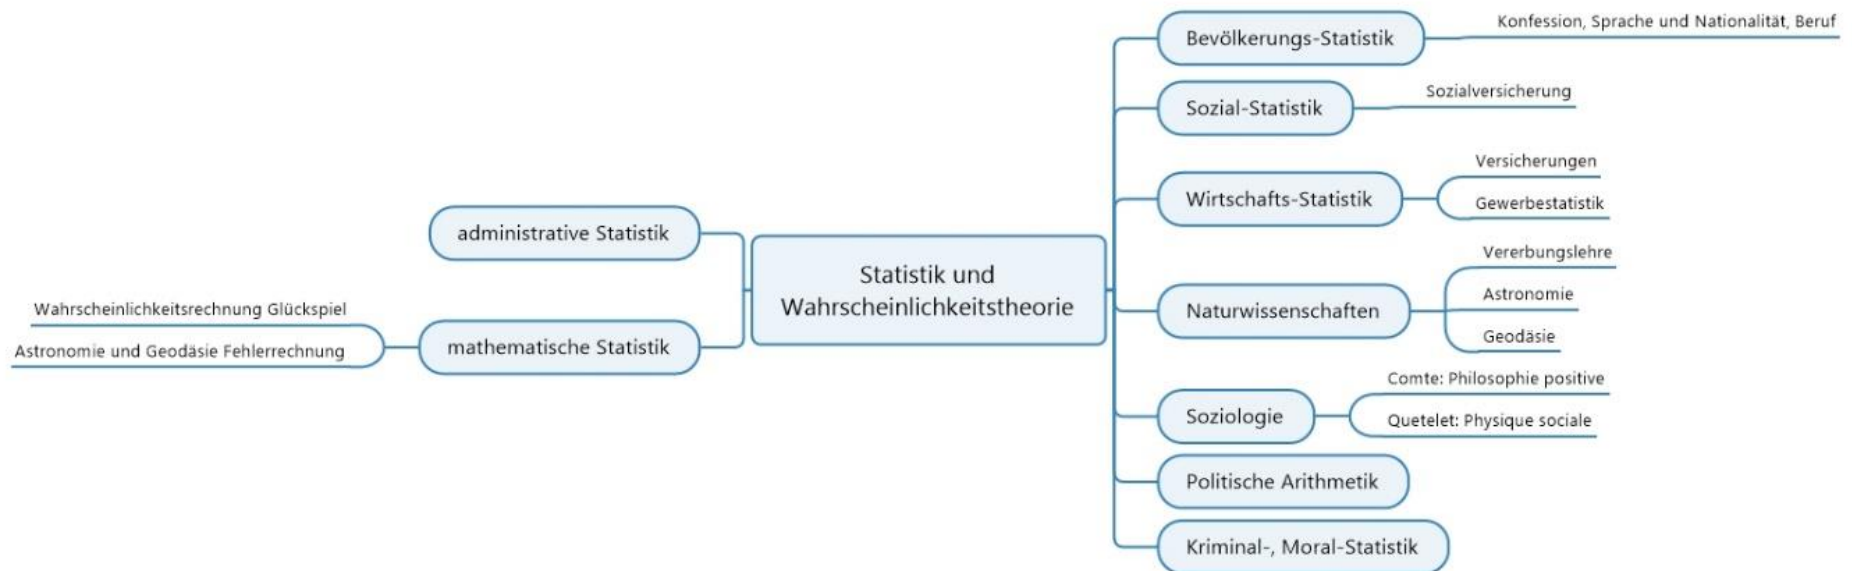 Bevölkerungs-Statistik
Konfession, Sprache und Nationalität, Beruf
Sozial-Statistik
Sozialversicherung
Wirtschafts-Statistik
Versicherungen
Gewerbestatistik
administrative Statistik
Statistik und
Wahrscheinlichkeitstheorie
mathematische Statistik
Wahrscheinlichkeitsrechnung Glückspiel
Astronomie und Geodäsie Fehlerrechnung
Naturwissenschaften
Vererbungslehre
Astronomie
Geodäsie
Soziologie
Comte: Philosophie positive
Quetelet: Physique sociale
Politische Arithmetik
Kriminal-, Moral-Statistik